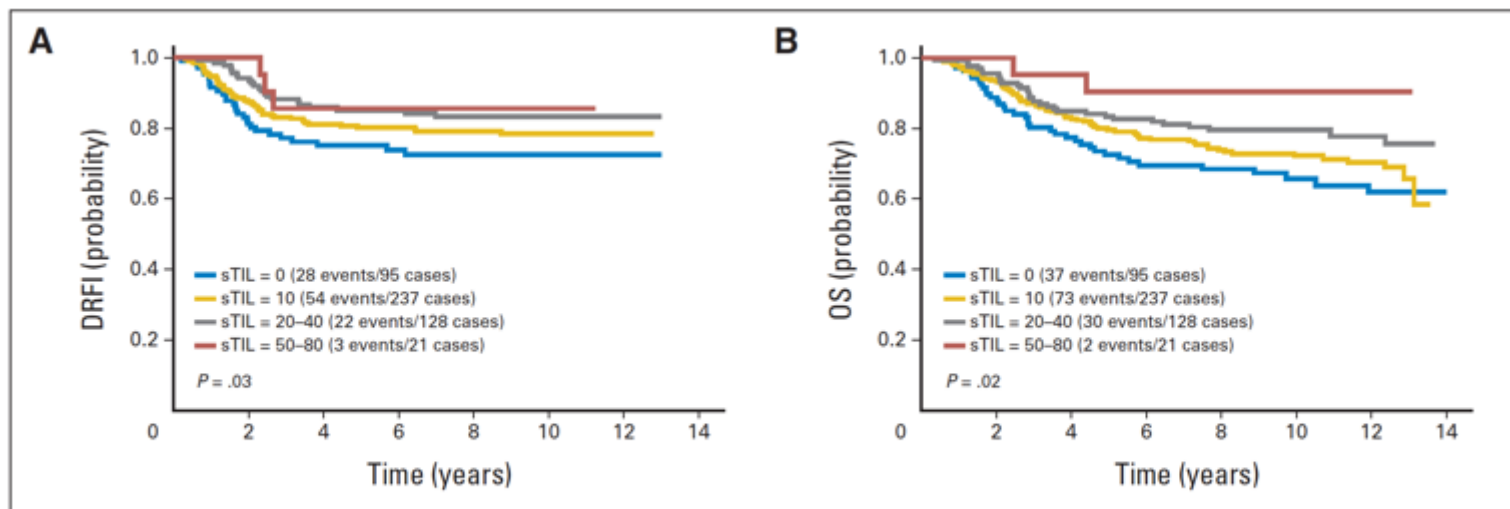 A
B
1.0
0.8
0.6
0.4
0.2
DRFI (probability)
sTIL = 0 (28 events/95 cases)
sTIL = 10 (54 events/237 cases)
sTIL = 20–40 (22 events/128 cases)
sTIL = 50–80 (3 events/21 cases)
P = .03
0 2 4 6 8 10 12 14
Time (years)
1.0
0.8
0.6
0.4
0.2
OS (probability)
sTIL = 0 (37 events/95 cases)
sTIL = 10 (73 events/237 cases)
sTIL = 20–40 (30 events/128 cases)
sTIL = 50–80 (2 events/21 cases)
P = .02
0 2 4 6 8 10 12 14
Time (years)